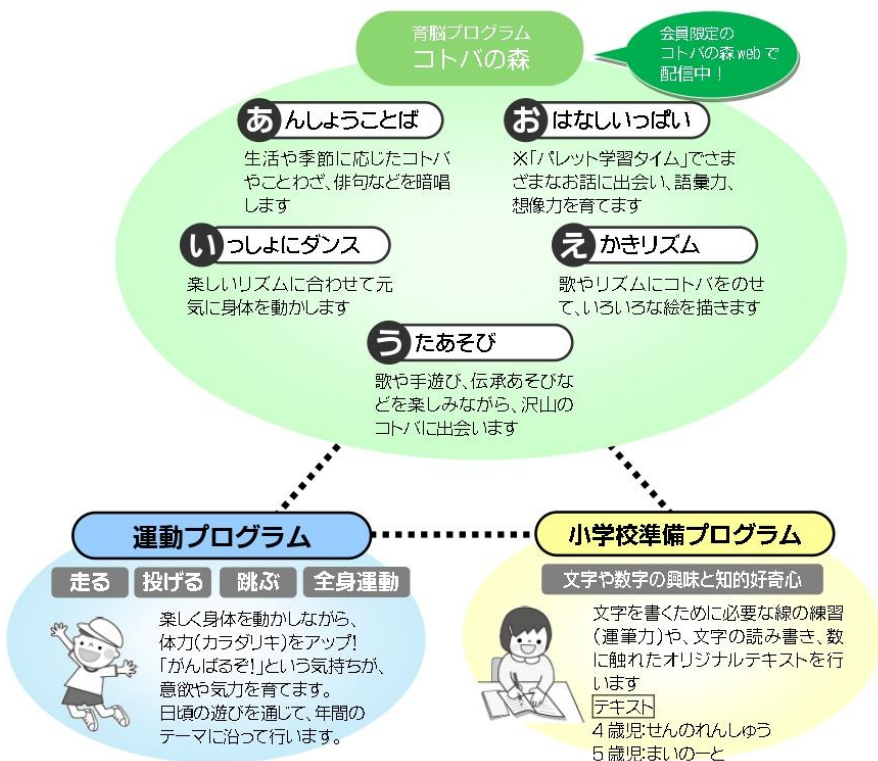 育脳プログラム
コトバの森
会員限定の
コトバの森 web で
配信中！
あんしょうことば
生活や季節に応じたコトバ
やことわざ、俳句などを暗唱
します
おはなしいっぱい
※「パレット学習タイム」でさま
ざまなお話に出会い、語彙力、
想像力を育てます
いっしょにダンス
楽しいリズムに合わせて元
気に身体を動かします
えかきリズム
歌やリズムにコトバをのせ
て、いろいろな絵を描きます
うたあそび
歌や手遊び、伝承あそびな
どを楽しみながら、沢山の
コトバに出会います
運動プログラム
走る 投げる 跳ぶ 全身運動
楽しく身体を動かしながら、
体力(カラダリキ)をアップ!
「がんばるぞ!」という気持ちが、
意欲や気力を育てます。
日頃の遊びを通じて、年間の
テーマに沿って行います。
小学校準備プログラム
文字や数字の興味と知的好奇心
文字を書くために必要な線の練習
(運筆力)や、文字の読み書き、数
に触れたオリジナルテキストを行
います
テキスト
4 歳児:せんのれんしゅう
5 歳児:まいのーと